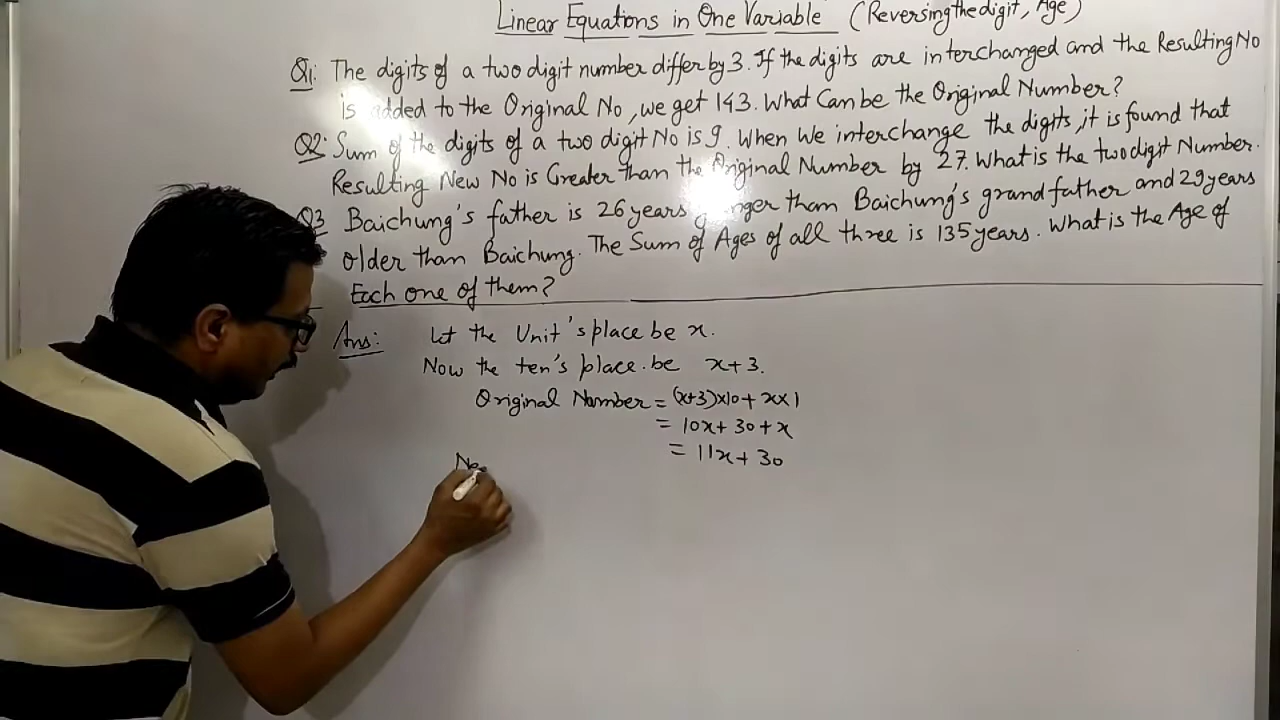 Linear Equations in One Variable (Reversing the digit, Age)
Q1: The digits of a two digit number differ by 3. If the digits are interchanged and the Resulting No
is added to the Original No, we get 143. What Can be the Original Number?
Q2: Sum of the digits of a two digit No is 9. When We interchange the digits, it is found that
Resulting New No is Greater than the Original Number by 27. What is the two digit Number.
Q3 Baichung's father is 26 years than Baichung's grand father and 29 years
older than Baichung. The Sum of Ages of all three is 135 years. What is the Age of
Each one of them?
Ans: Let the Unit's place be x.
Now the ten's place be x+3.
Original Number = (x+3)x10 + x x 1
= 10x + 30 + x
= 11x + 30